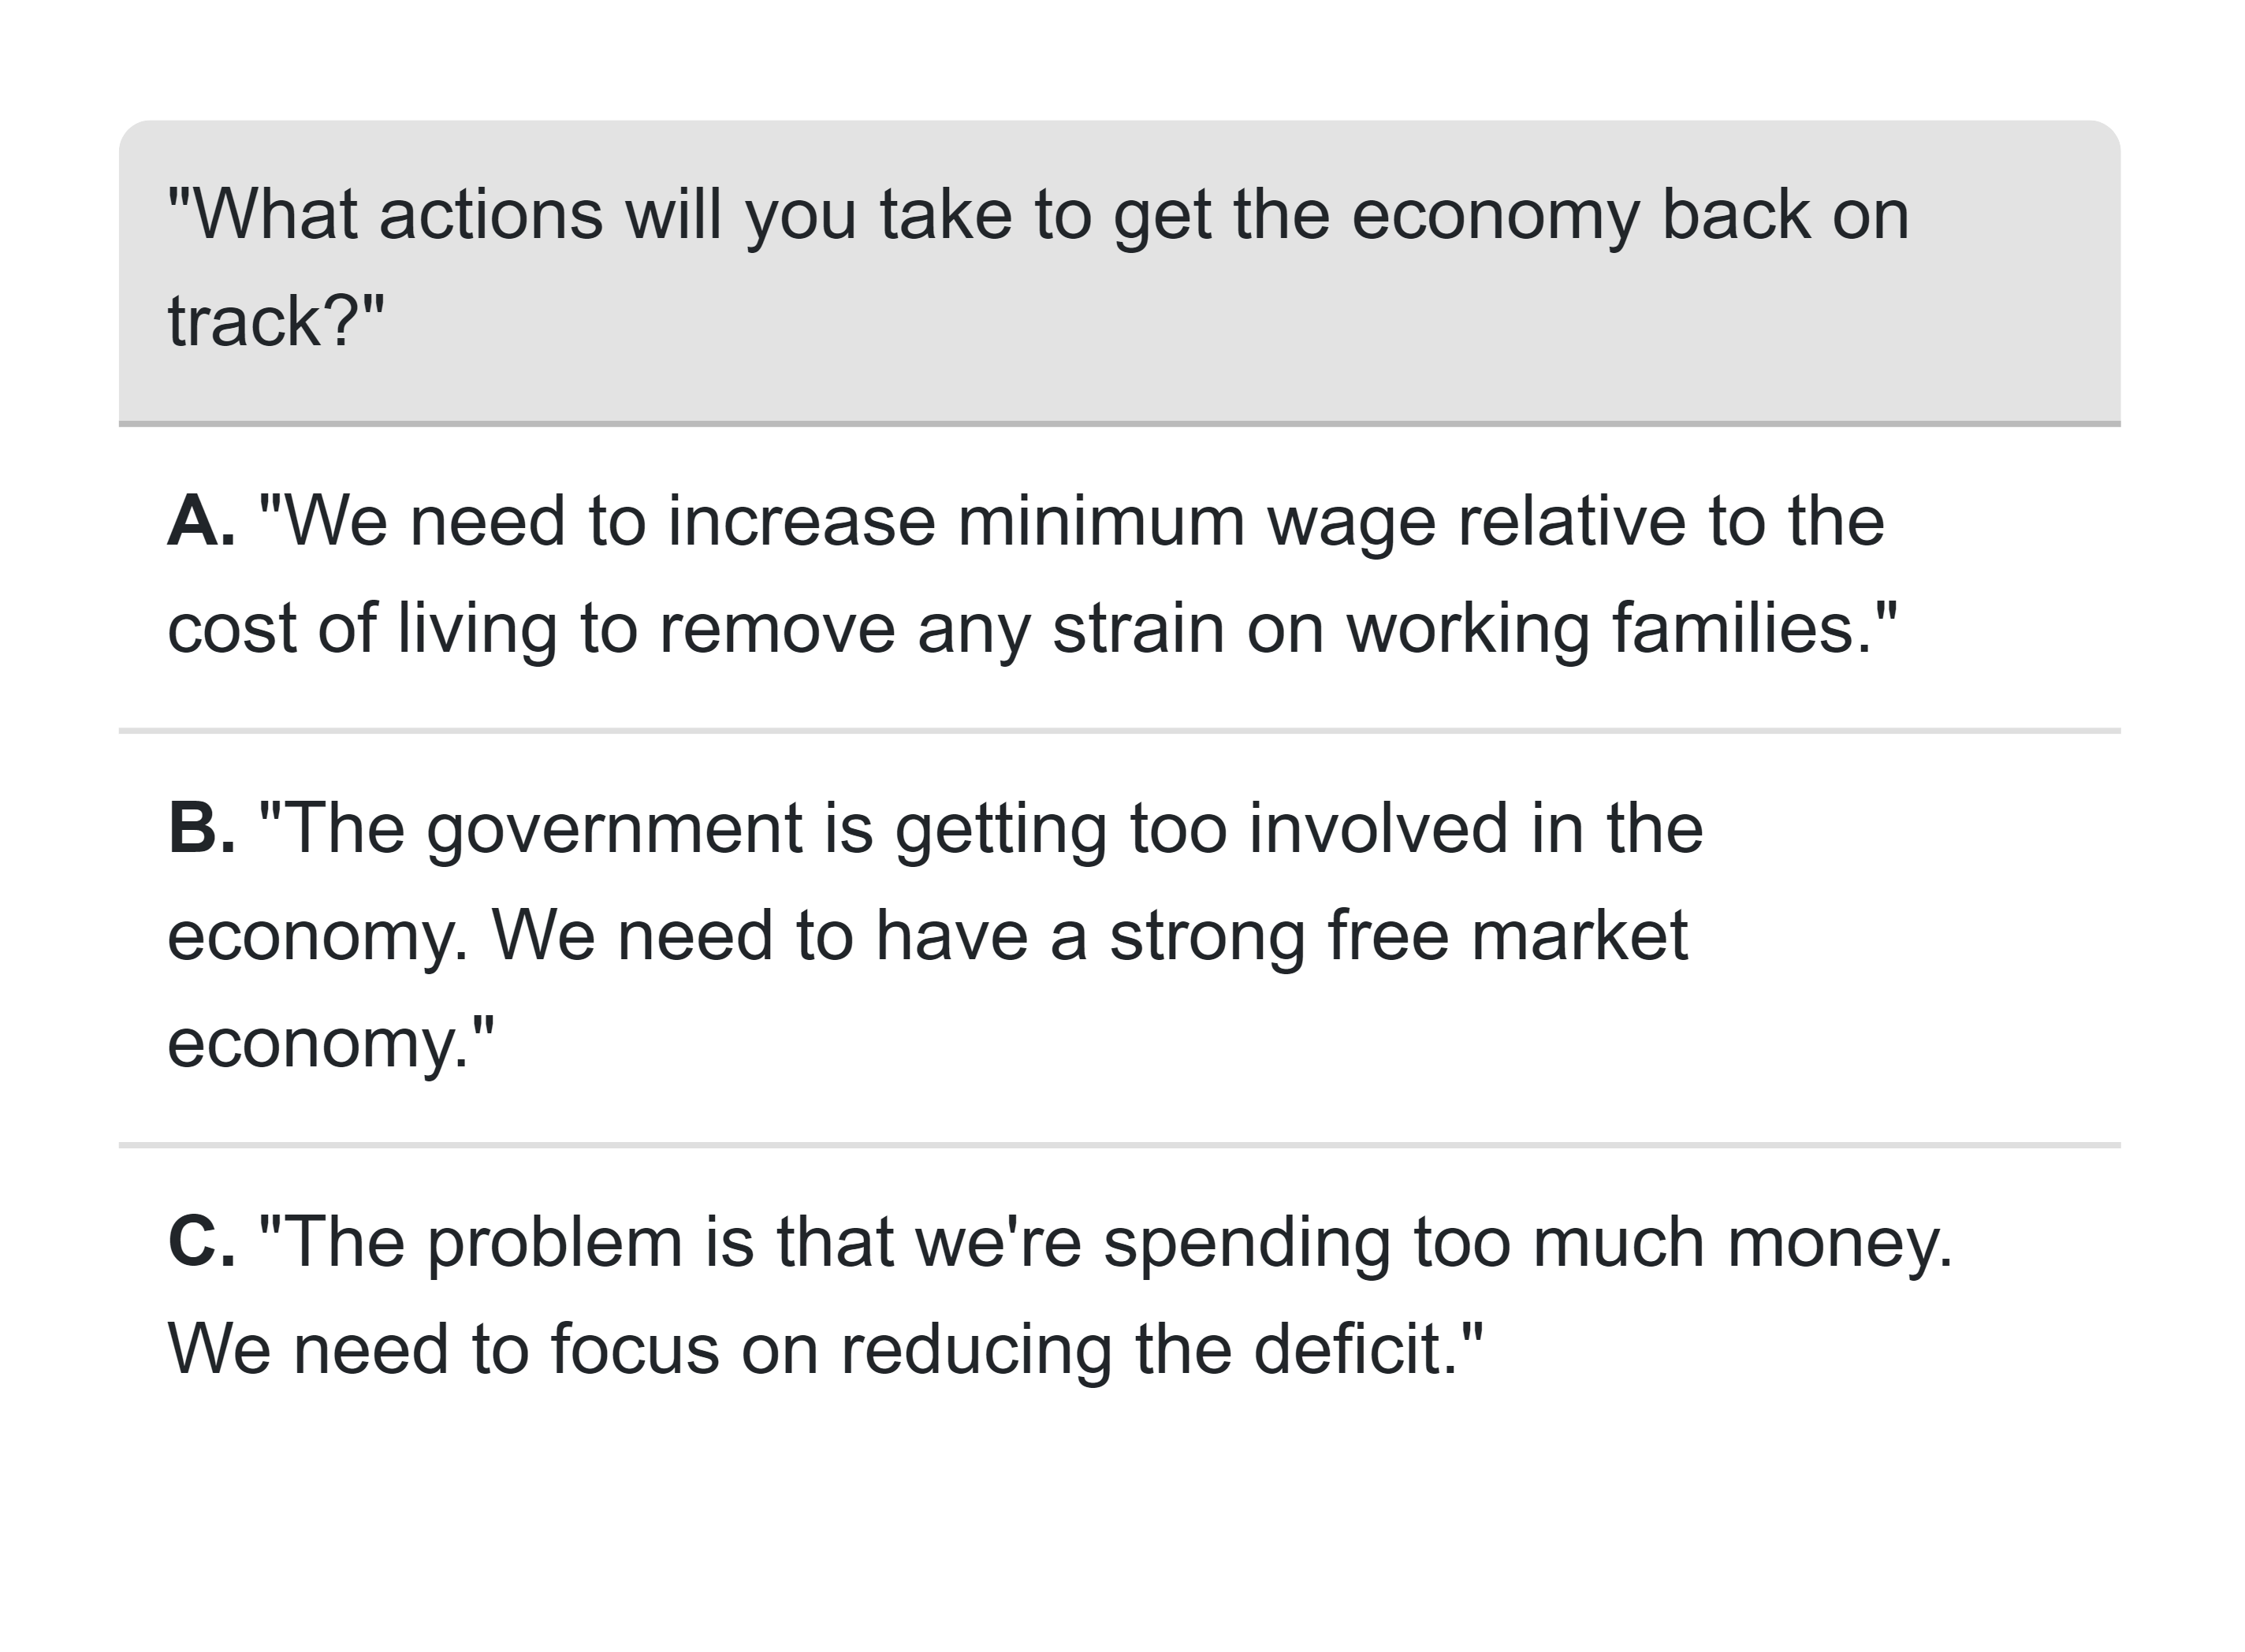 "What actions will you take to get the economy back on
track?"
A. "We need to increase minimum wage relative to the
cost of living to remove any strain on working families."
B. "The government is getting too involved in the
economy. We need to have a strong free market
economy."
C. "The problem is that we're spending too much money.
We need to focus on reducing the deficit."